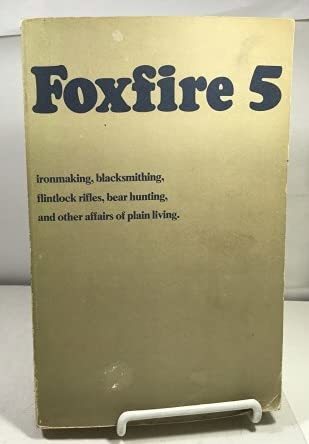 Foxfire 5
ironmaking, blacksmithing,
flintlock rifles, bear hunting,
and other affairs of plain living.